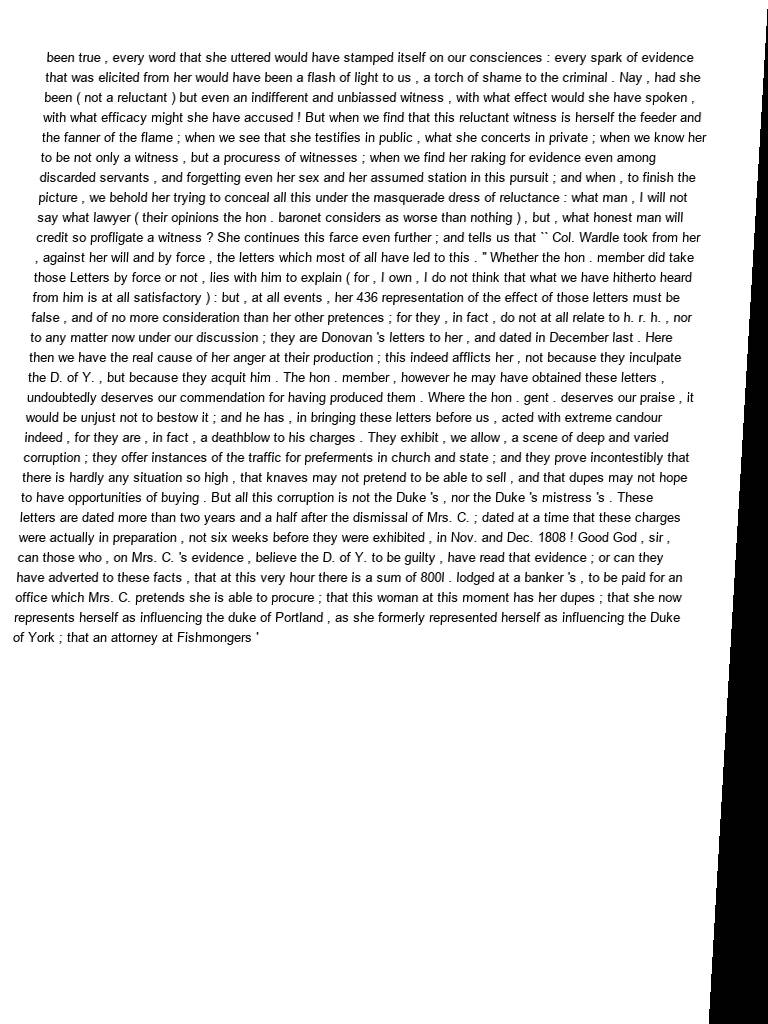 been true , every word that she uttered would have stamped itself on our consciences : every spark of evidence
that was elicited from her would have been a flash of light to us , a torch of shame to the criminal . Nay , had she
been ( not a reluctant ) but even an indifferent and unbiassed witness , with what effect would she have spoken ,
with what efficacy might she have accused ! But when we find that this reluctant witness is herself the feeder and
the fanner of the flame ; when we see that she testifies in public , what she concerts in private ; when we know her
to be not only a witness , but a procuress of witnesses ; when we find her raking for evidence even among
discarded servants , and forgetting even her sex and her assumed station in this pursuit ; and when , to finish the
picture , we behold her trying to conceal all this under the masquerade dress of reluctance : what man , I will not
say what lawyer ( their opinions the hon . baronet considers as worse than nothing ) , but , what honest man will
credit so profligate a witness ? She continues this farce even further ; and tells us that `` Col. Wardle took from her
, against her will and by force , the letters which most of all have led to this . " Whether the hon . member did take
those Letters by force or not , lies with him to explain ( for , I own , I do not think that what we have hitherto heard
from him is at all satisfactory ) : but , at all events , her 436 representation of the effect of those letters must be
false , and of no more consideration than her other pretences ; for they , in fact , do not at all relate to h. r. h. , nor
to any matter now under our discussion ; they are Donovan 's letters to her , and dated in December last . Here
then we have the real cause of her anger at their production ; this indeed afflicts her , not because they inculpate
the D. of Y. , but because they acquit him . The hon . member , however he may have obtained these letters ,
undoubtedly deserves our commendation for having produced them . Where the hon . gent . deserves our praise , it
would be unjust not to bestow it ; and he has , in bringing these letters before us , acted with extreme candour
indeed , for they are , in fact , a deathblow to his charges . They exhibit , we allow , a scene of deep and varied
corruption ; they offer instances of the traffic for preferments in church and state ; and they prove incontestibly that
there is hardly any situation so high , that knaves may not pretend to be able to sell , and that dupes may not hope
to have opportunities of buying . But all this corruption is not the Duke 's , nor the Duke 's mistress 's . These
letters are dated more than two years and a half after the dismissal of Mrs. C. ; dated at a time that these charges
were actually in preparation , not six weeks before they were exhibited , in Nov. and Dec. 1808 ! Good God , sir ,
can those who , on Mrs. C. 's evidence , believe the D. of Y. to be guilty , have read that evidence ; or can they
have adverted to these facts , that at this very hour there is a sum of 800l . lodged at a banker 's , to be paid for an
office which Mrs. C. pretends she is able to procure ; that this woman at this moment has her dupes ; that she now
represents herself as influencing the duke of Portland , as she formerly represented herself as influencing the Duke
of York ; that an attorney at Fishmongers '